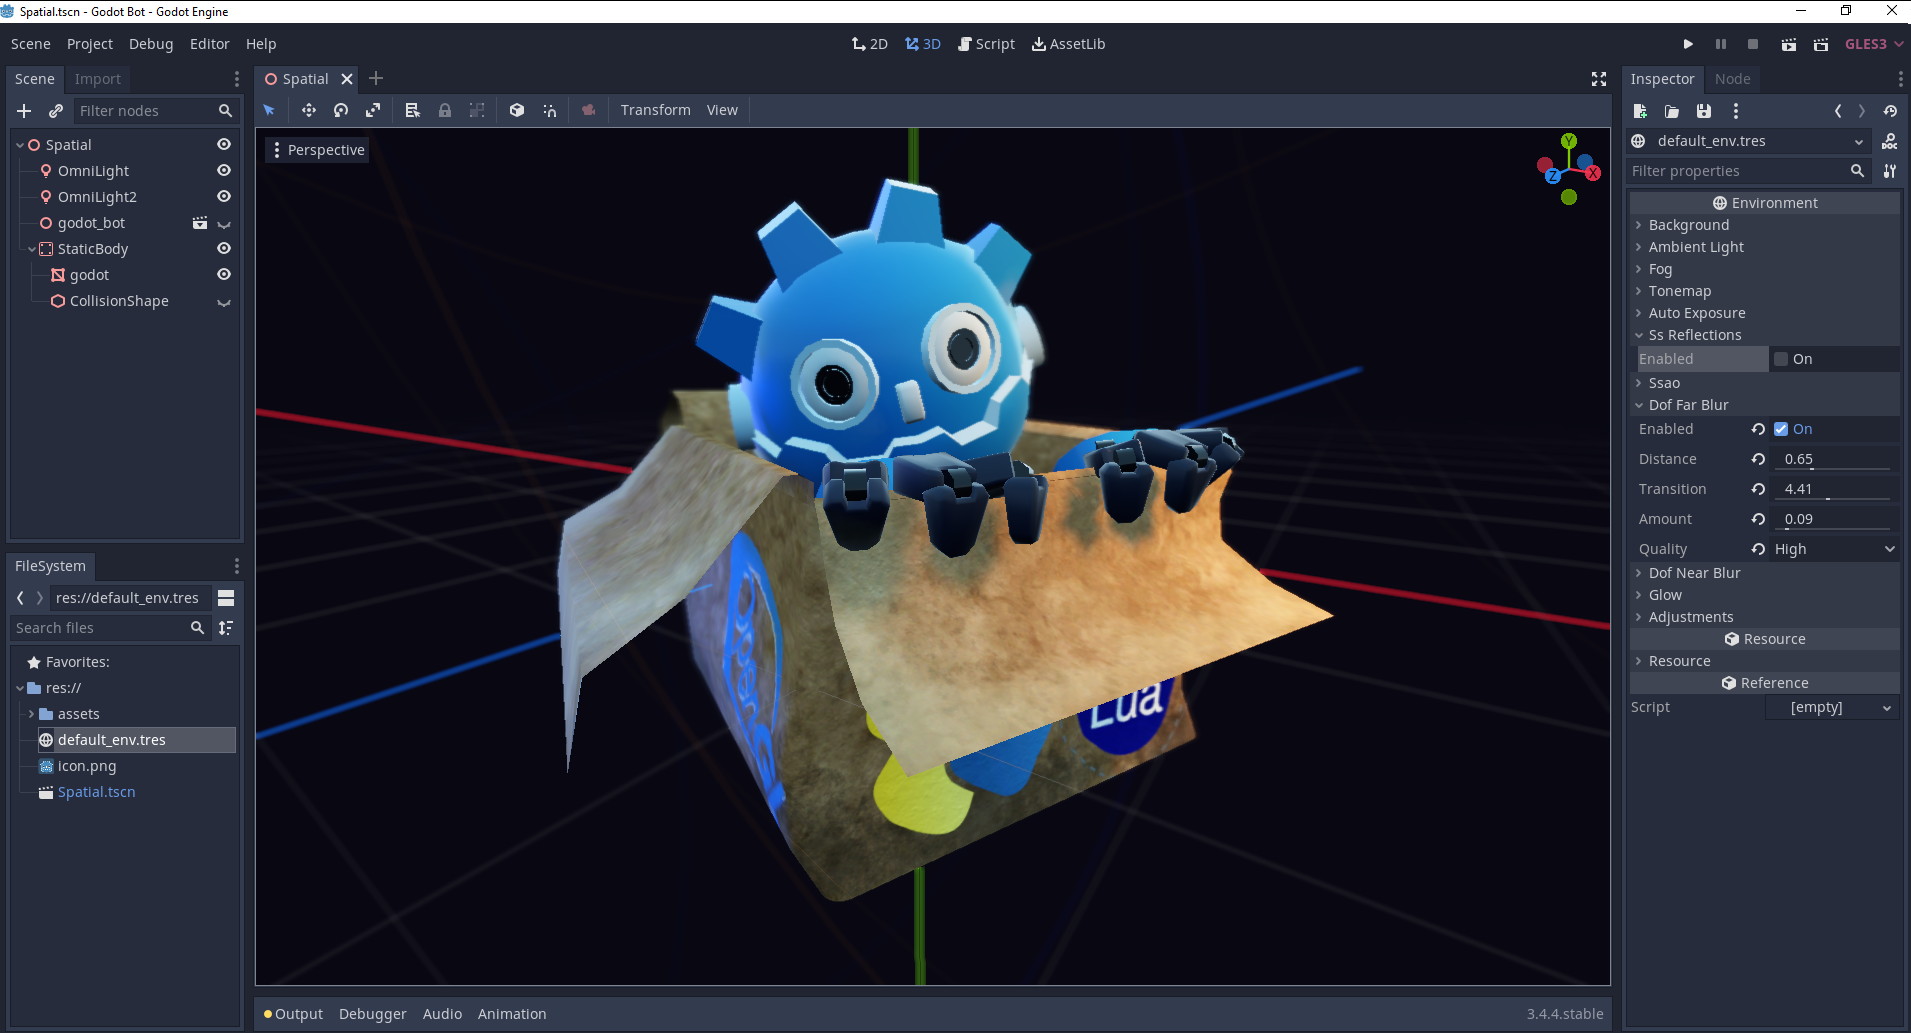 Spatial.tscn - Godot Bot - Godot Engine
Scene Project Debug Editor Help
2D 3D Script AssetLib
GLES3
Scene Import
Filter nodes
Spatial
OmniLight
OmniLight2
godot_bot
StaticBody
godot
CollisionShape
FileSystem
res://default_env.tres
Search files
Favorites:
res://
assets
default_env.tres
icon.png
Spatial.tscn
Spatial
Transform View
Perspective
Y
Z
X
Lua
Output Debugger Audio Animation
3.4.4.stable
Inspector Node
default_env.tres
DOC
Filter properties
Environment
Background
Ambient Light
Fog
Tonemap
Auto Exposure
Ss Reflections
Enabled On
Ssao
Dof Far Blur
Enabled On
Distance 0.65
Transition 4.41
Amount 0.09
Quality High
Dof Near Blur
Glow
Adjustments
Resource
Resource
Reference
Script [empty]